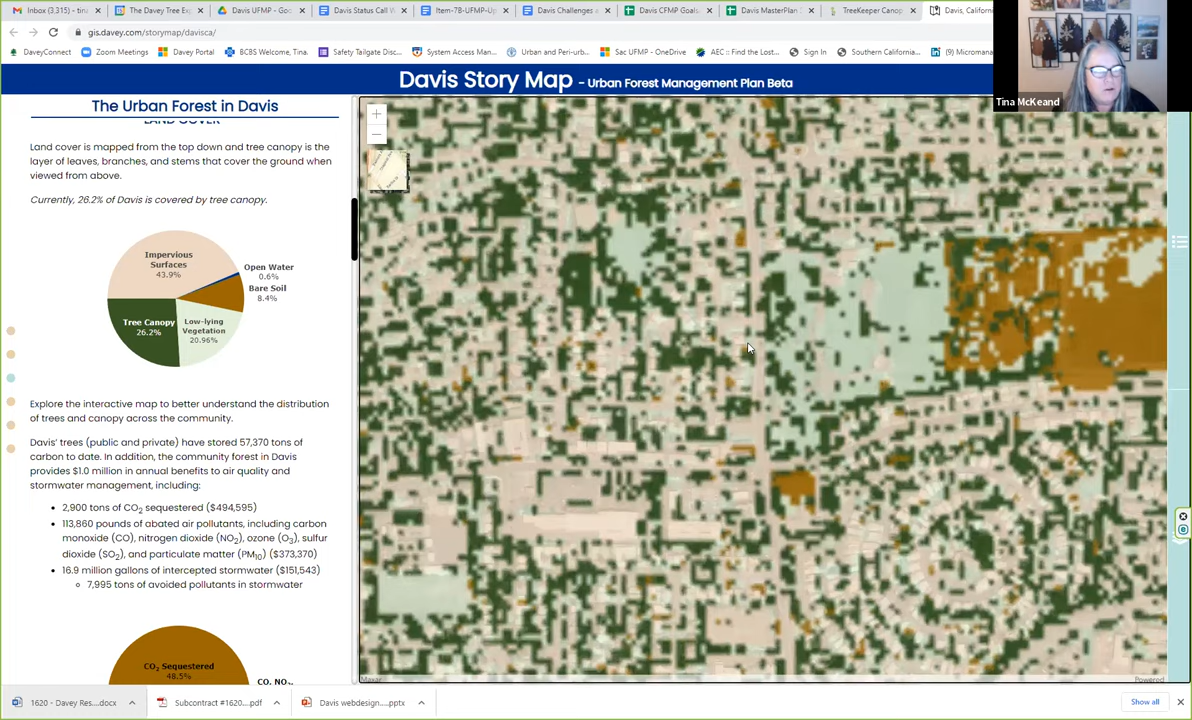 Inbox (3,315) - tina
The Davey Tree Ex
Davis UFMP - Goo
Davis Status Call W
Item-7B-UFMP-Up
Davis Challenges a
Davis CFMP Goals
Davis MasterPlan
TreeKeeper Canop
Davis, Californi
gis.davey.com/storymap/davisca/
DaveyConnect
Zoom Meetings
Davey Portal
BCBS Welcome, Tina.
Safety Tailgate Disc...
System Access Man...
Urban and Peri-urb...
Sac UFMP - OneDrive
AEC :: Find the Lost...
Sign In
Southern California...
(9) Micromana
Davis Story Map - Urban Forest Management Plan Beta
Tina McKeand
The Urban Forest in Davis
LAND COVER
Land cover is mapped from the top down and tree canopy is the
layer of leaves, branches, and stems that cover the ground when
viewed from above.
Currently, 26.2% of Davis is covered by tree canopy.
Impervious
Surfaces
43.9%
Open Water
0.6%
Bare Soil
8.4%
Tree Canopy
26.2%
Low-lying
Vegetation
20.96%
Explore the interactive map to better understand the distribution
of trees and canopy across the community.
Davis' trees (public and private) have stored 57,370 tons of
carbon to date. In addition, the community forest in Davis
provides $1.0 million in annual benefits to air quality and
stormwater management, including:
• 2,900 tons of CO₂ sequestered ($494,595)
• 113,860 pounds of abated air pollutants, including carbon
monoxide (CO), nitrogen dioxide (NO₂), ozone (O₃), sulfur
dioxide (SO₂), and particulate matter (PM₁₀) ($373,370)
• 16.9 million gallons of intercepted stormwater ($151,543)
◦ 7,995 tons of avoided pollutants in stormwater
CO₂ Sequestered
48.5%
CO, NO
Maxar
Powered
1620 - Davey Res....docx
Subcontract #1620....pdf
Davis webdesign....pptx
Show all